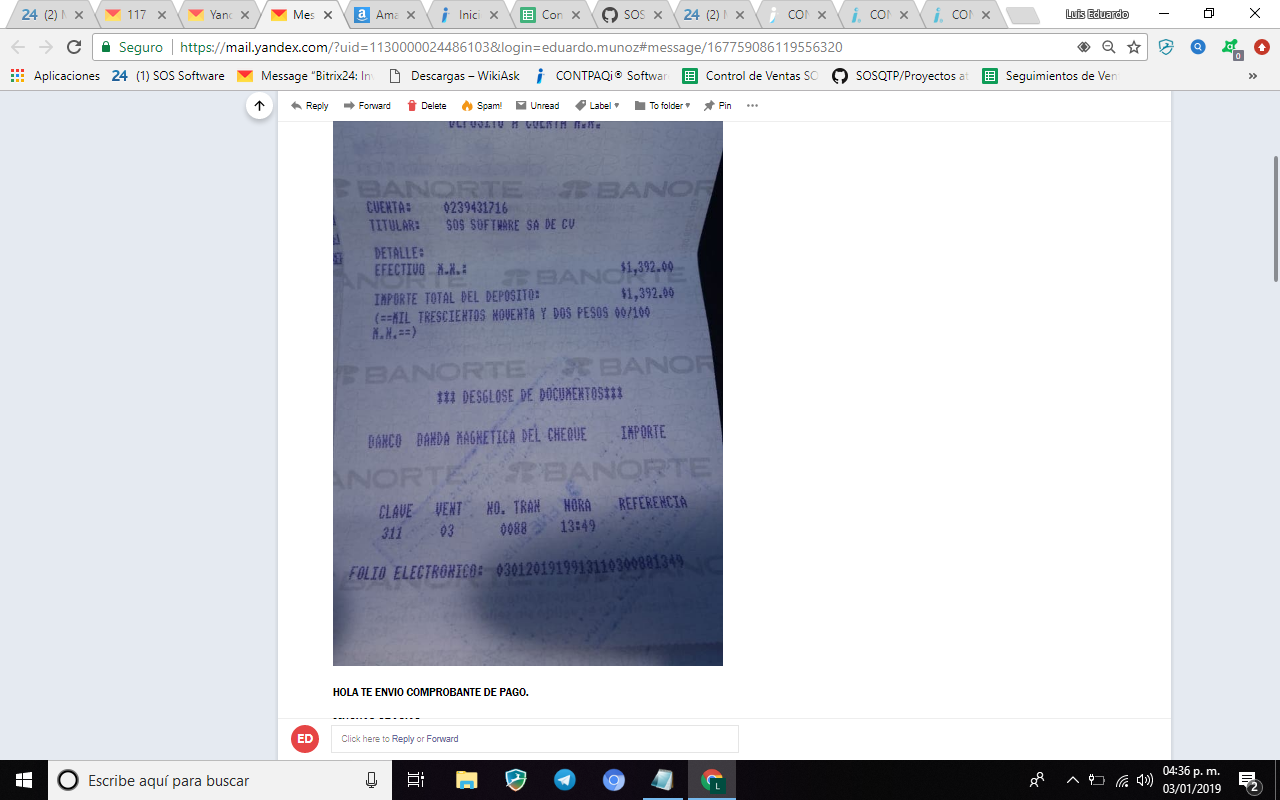 24 (2) M
117
Yand
Mes
Ama
Inici
Con
SOS
24 (2) M
CON
CON
CON
Luis Eduardo
Seguro
https://mail.yandex.com/?uid=1130000024486103&login=eduardo.munoz#message/167759086119556320
0
Aplicaciones
24 (1) SOS Software
Message "Bitrix24: In
Descargas – WikiAsk
CONTPAQi® Softwar
Control de Ventas SO
SOSQTP/Proyectos at
Seguimientos de Ven
»
Reply
Forward
Delete
Spam!
Unread
Label
To folder
Pin
DEPOSITO A CUENTA M.N.
BANORTE BANOR
CUENTA: 0239431716
TITULAR: SOS SOFTWARE SA DE CV
DETALLE:
EFECTIVO M.N.: $1,392.00
ANORTE BANORTE
IMPORTE TOTAL DEL DEPOSITO: $1,392.00
(==MIL TRESCIENTOS NOVENTA Y DOS PESOS 00/100
M.N.==)
BANORTE BANORTE
*** DESGLOSE DE DOCUMENTOS***
BANCO BANDA MAGNETICA DEL CHEQUE IMPORTE
BANORTE BANORTE
CLAVE VENT NO. TRAN HORA REFERENCIA
311 03 0088 13:49
FOLIO ELECTRONICO: 0301201919913110300881349
HOLA TE ENVIO COMPROBANTE DE PAGO.
ED
Click here to Reply or Forward
Escribe aquí para buscar
L
04:36 p. m.
03/01/2019
2